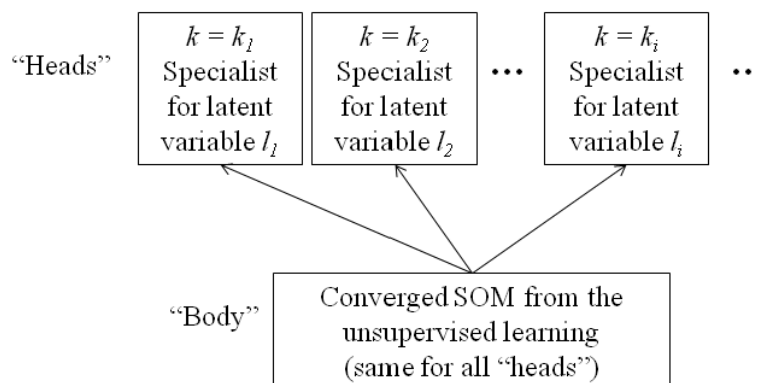 “Heads”
k = k₁
Specialist
for latent
variable l₁
k = k₂
Specialist
for latent
variable l₂
...
k = kᵢ
Specialist
for latent
variable lᵢ
..
“Body”
Converged SOM from the
unsupervised learning
(same for all “heads”)